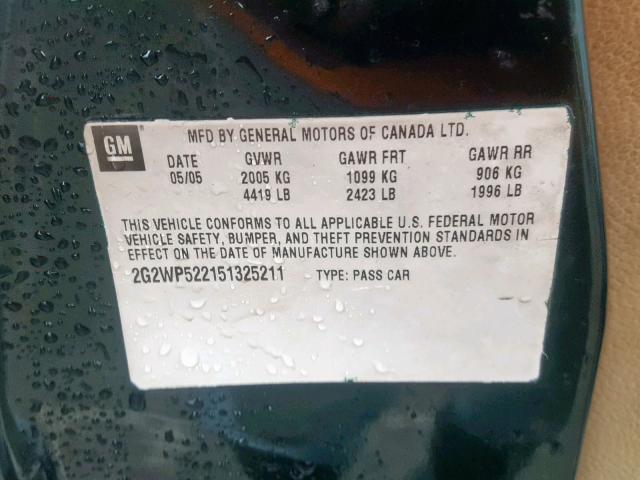 GM
MFD BY GENERAL MOTORS OF CANADA LTD.
DATE GVWR GAWR FRT GAWR RR
05/05 2005 KG 1099 KG 906 KG
4419 LB 2423 LB 1996 LB
THIS VEHICLE CONFORMS TO ALL APPLICABLE U.S. FEDERAL MOTOR
VEHICLE SAFETY, BUMPER, AND THEFT PREVENTION STANDARDS IN
EFFECT ON THE DATE OF MANUFACTURE SHOWN ABOVE.
2G2WP522151325211 TYPE: PASS CAR